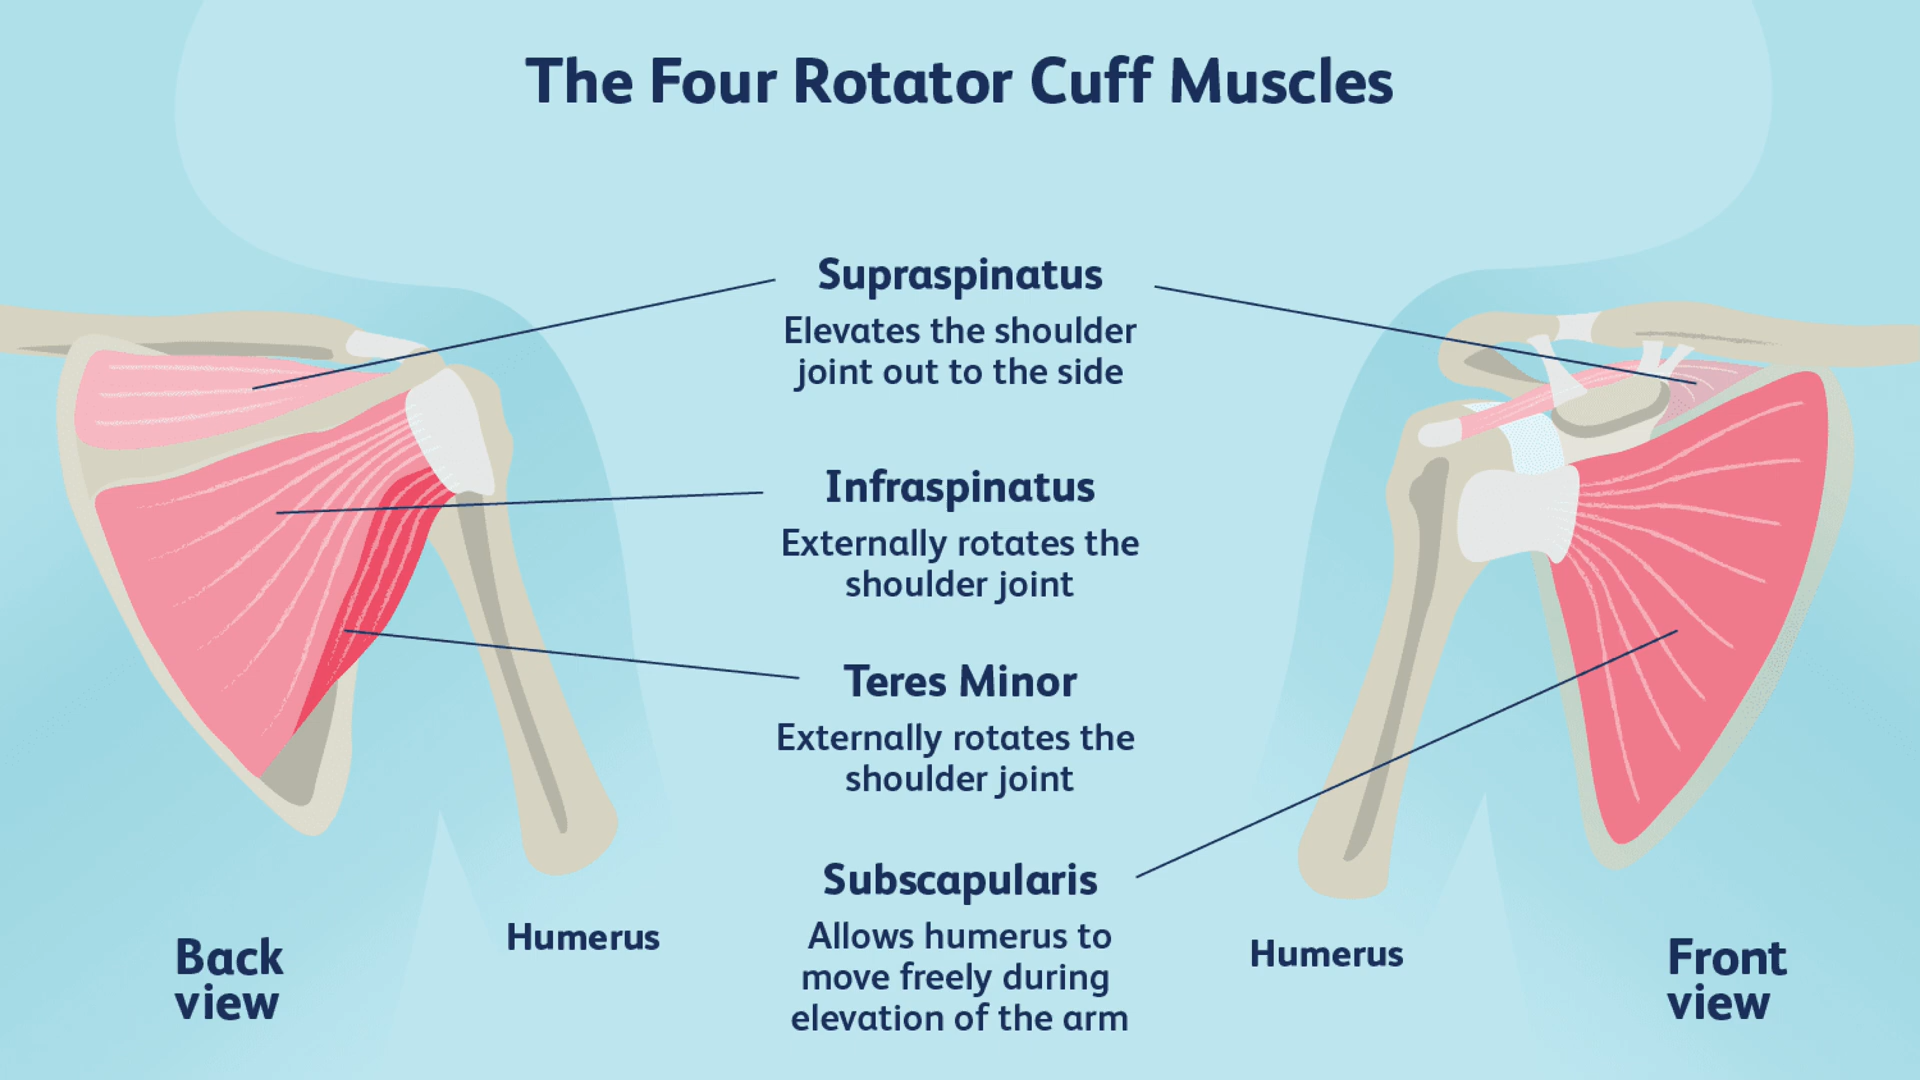 The Four Rotator Cuff Muscles
Supraspinatus
Elevates the shoulder
joint out to the side
Infraspinatus
Externally rotates the
shoulder joint
Teres Minor
Externally rotates the
shoulder joint
Subscapularis
Allows humerus to
move freely during
elevation of the arm
Back
view
Humerus
Humerus
Front
view